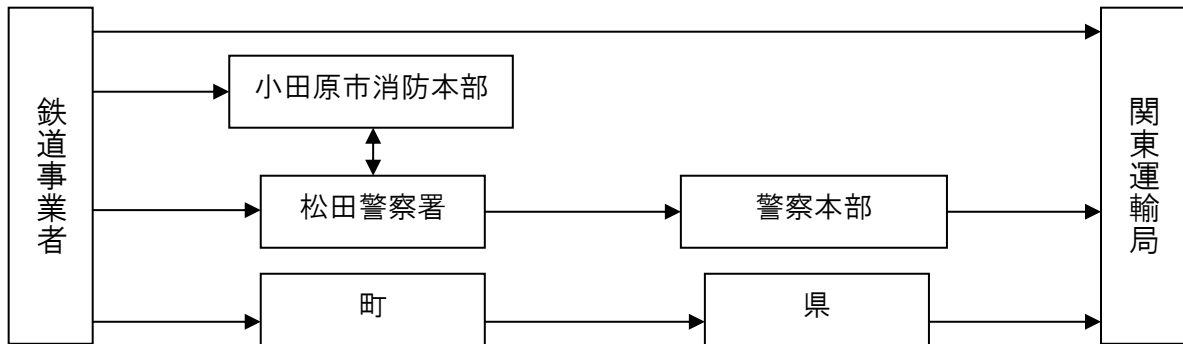 鉄道事業者
小田原市消防本部
松田警察署
警察本部
町
県
関東運輸局